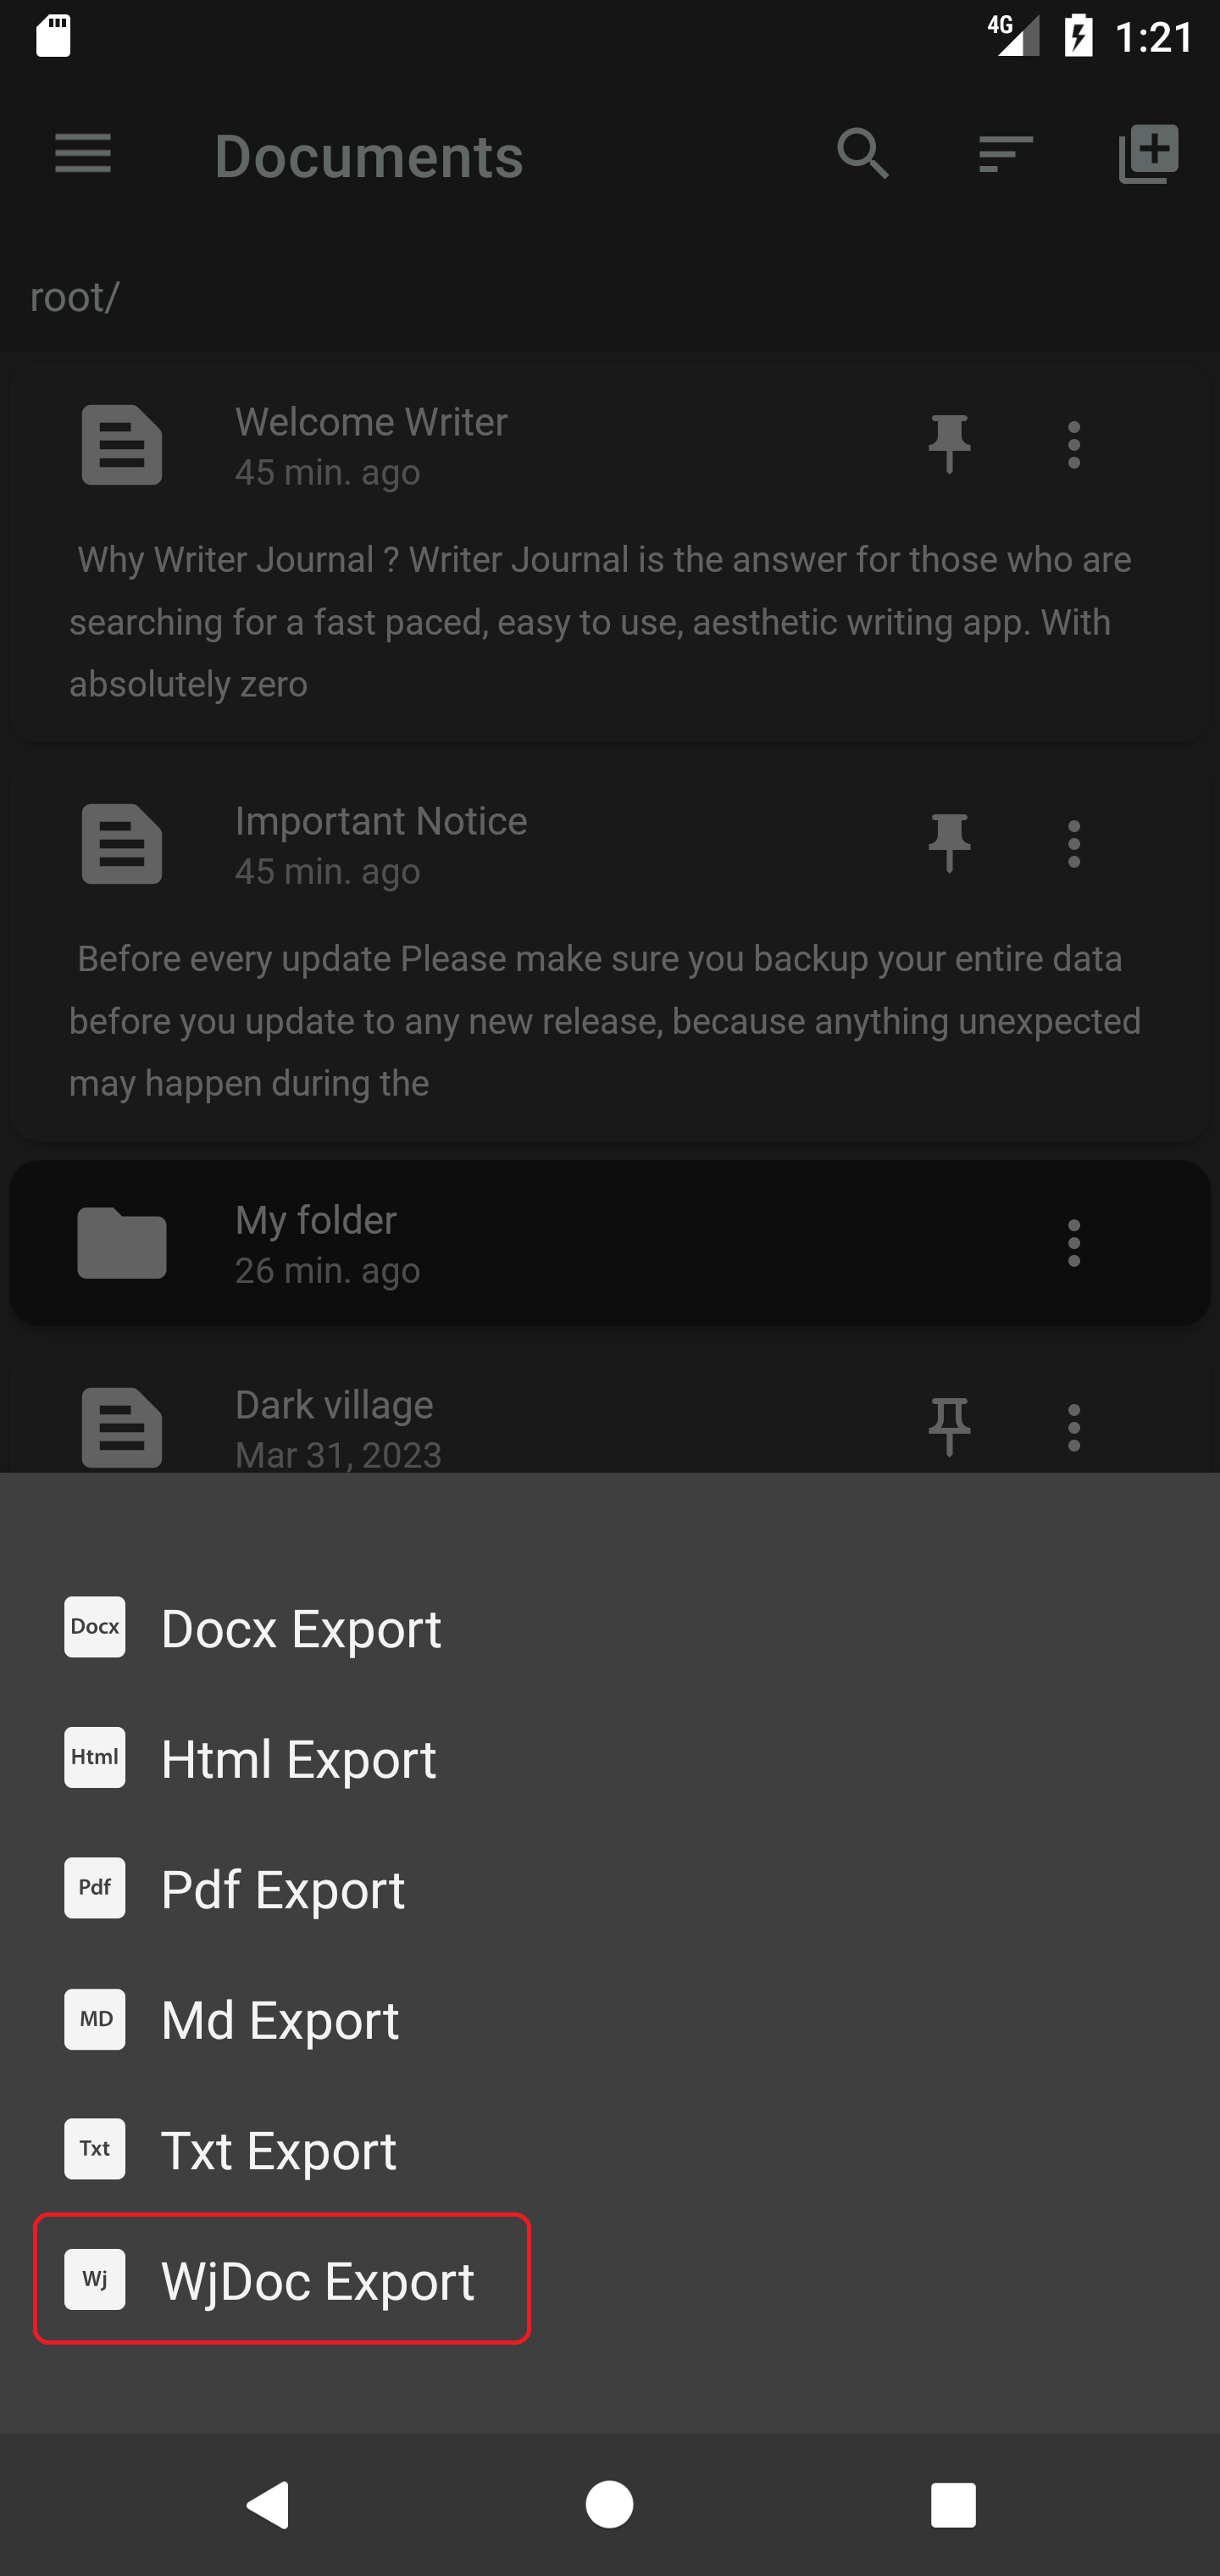 4G 1:21
Documents
root/
Welcome Writer
45 min. ago
Why Writer Journal ? Writer Journal is the answer for those who are
searching for a fast paced, easy to use, aesthetic writing app. With
absolutely zero
Important Notice
45 min. ago
Before every update Please make sure you backup your entire data
before you update to any new release, because anything unexpected
may happen during the
My folder
26 min. ago
Dark village
Mar 31, 2023
Docx Docx Export
Html Html Export
Pdf Pdf Export
MD Md Export
Txt Txt Export
Wj WjDoc Export